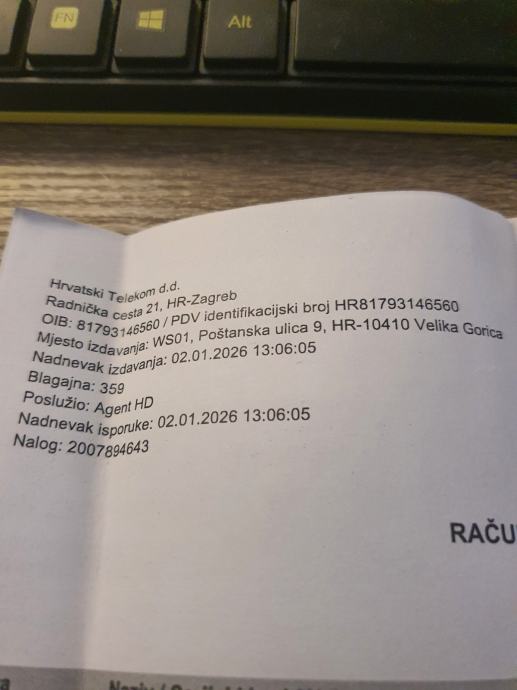 FN
Alt
Hrvatski Telekom d.d.
Radnička cesta 21, HR-Zagreb
OIB: 81793146560 / PDV identifikacijski broj HR81793146560
Mjesto izdavanja: WS01, Poštanska ulica 9, HR-10410 Velika Gorica
Nadnevak izdavanja: 02.01.2026 13:06:05
Blagajna: 359
Poslužio: Agent HD
Nadnevak isporuke: 02.01.2026 13:06:05
Nalog: 2007894643
RAČU